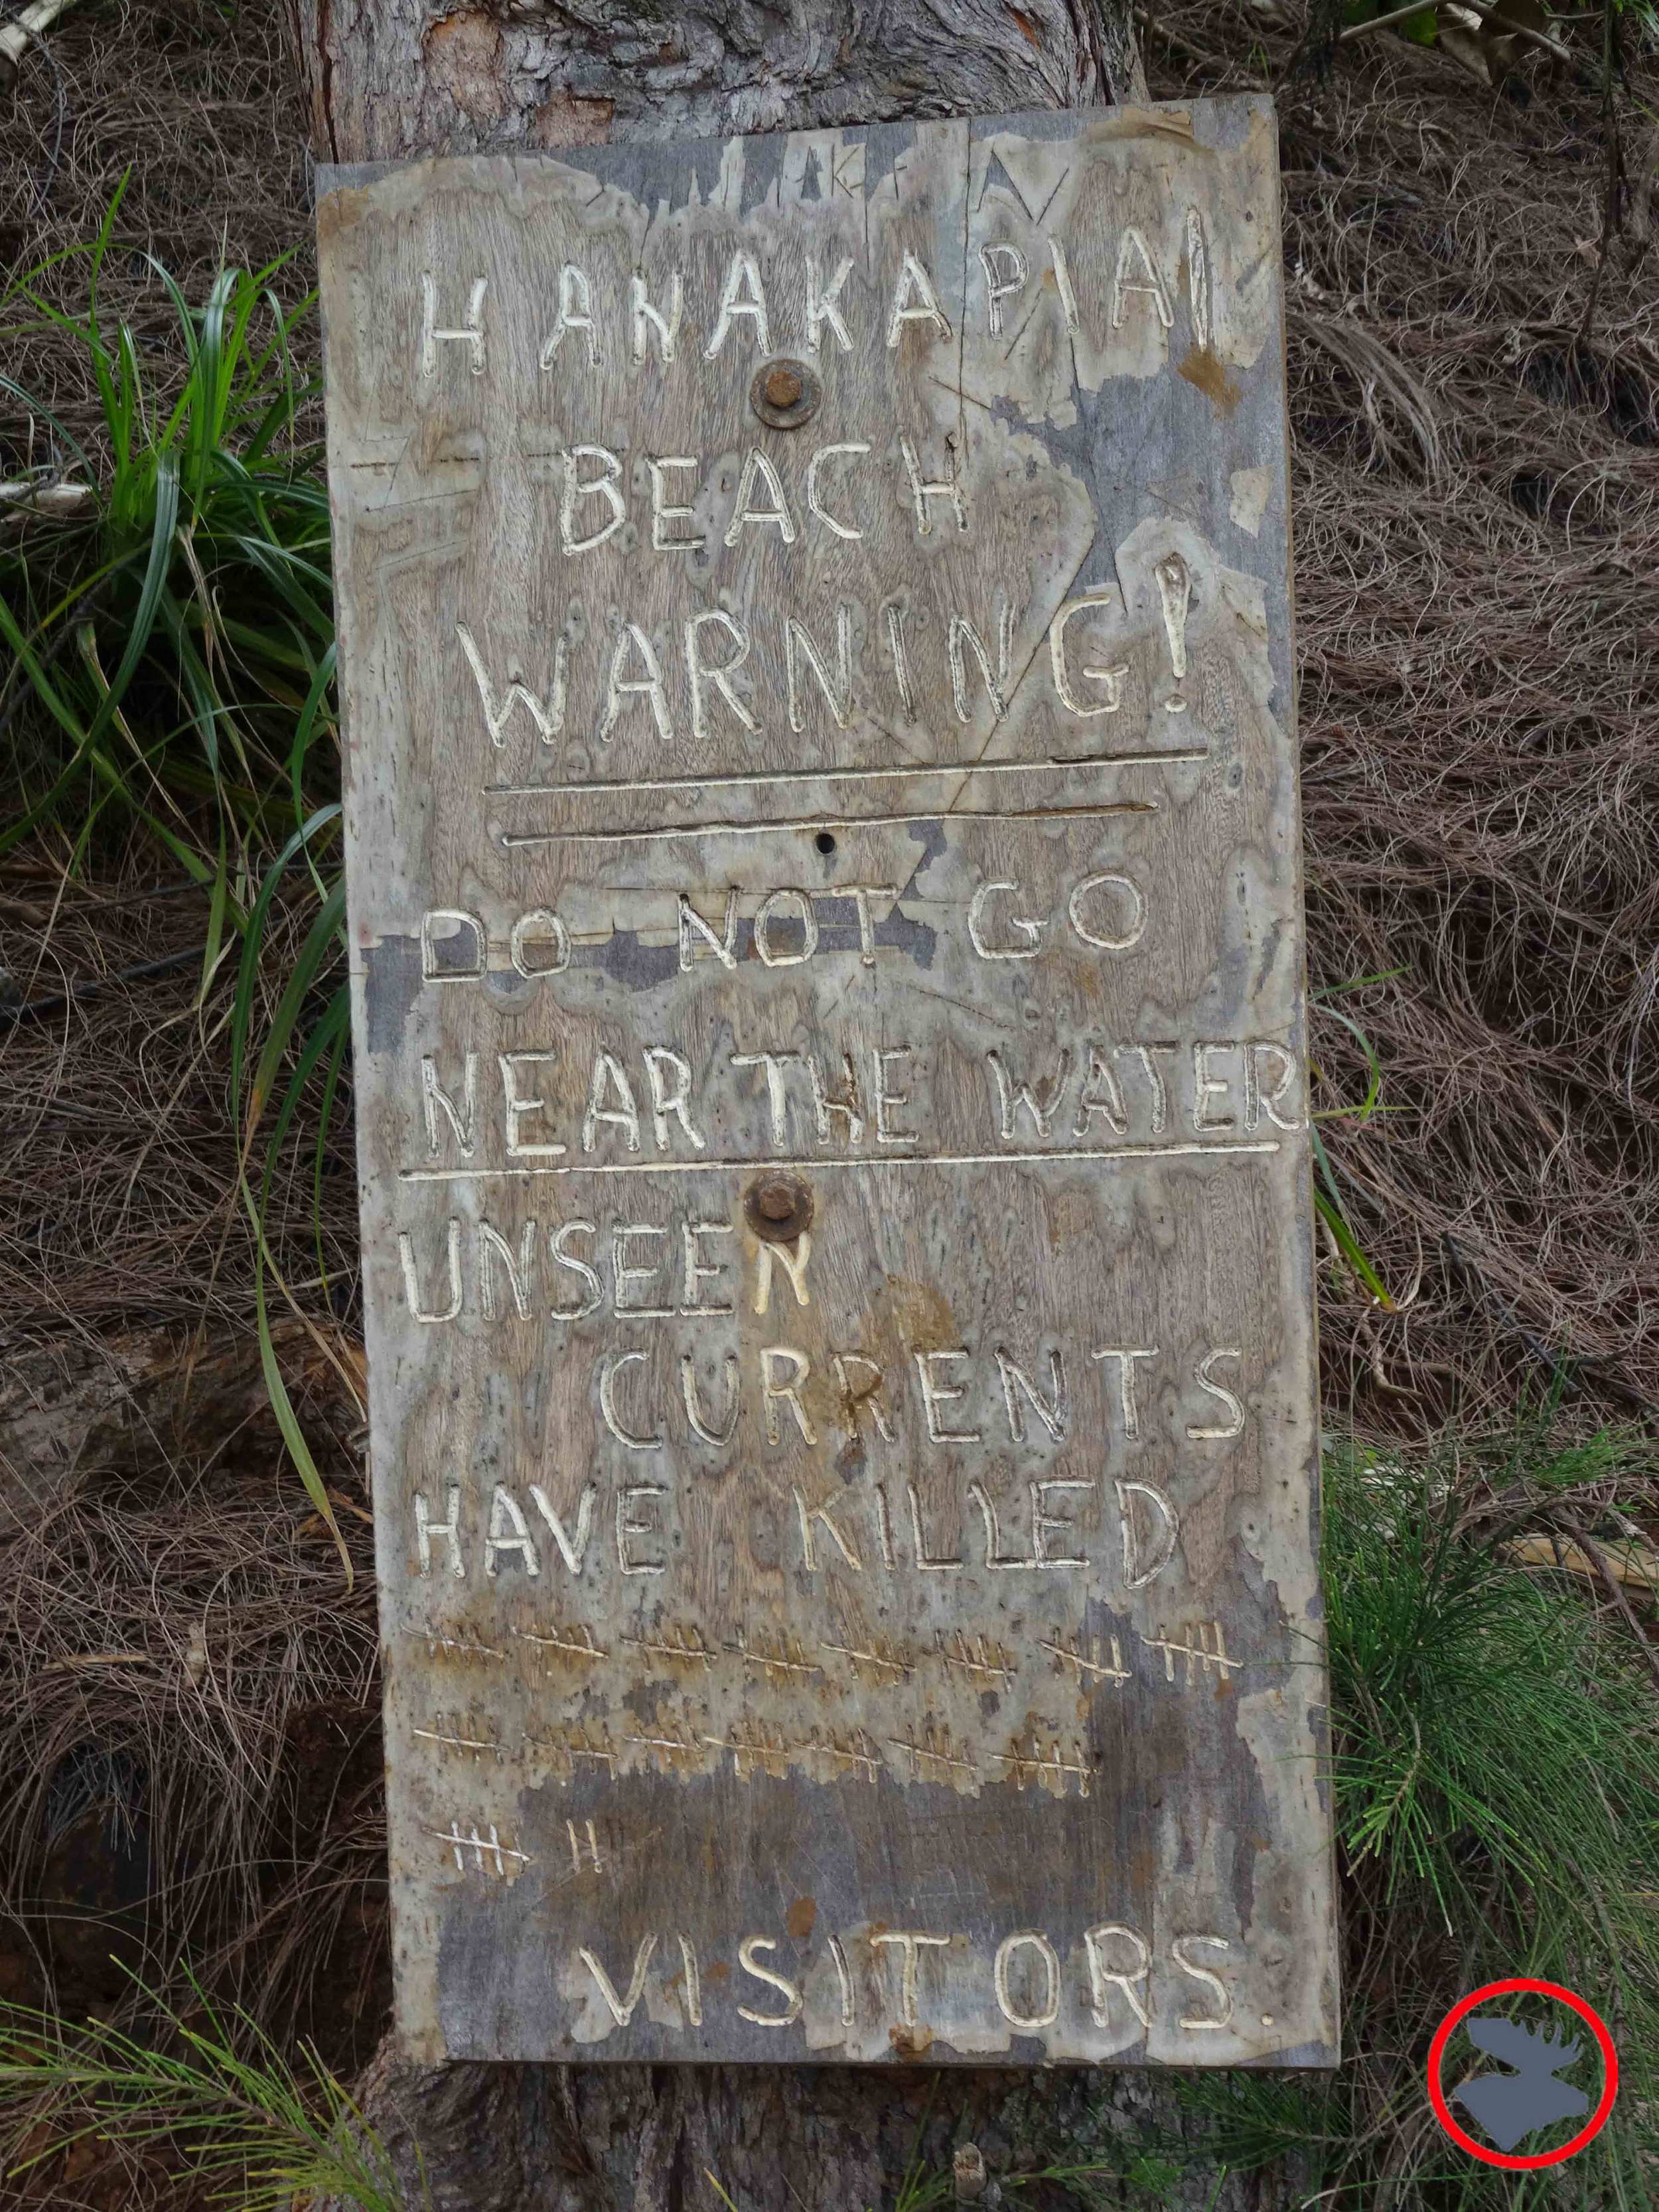 HANAKAPIAI
BEACH
WARNING!
DO NOT GO
NEAR THE WATER
UNSEEN
CURRENTS
HAVE KILLED
VISITORS.